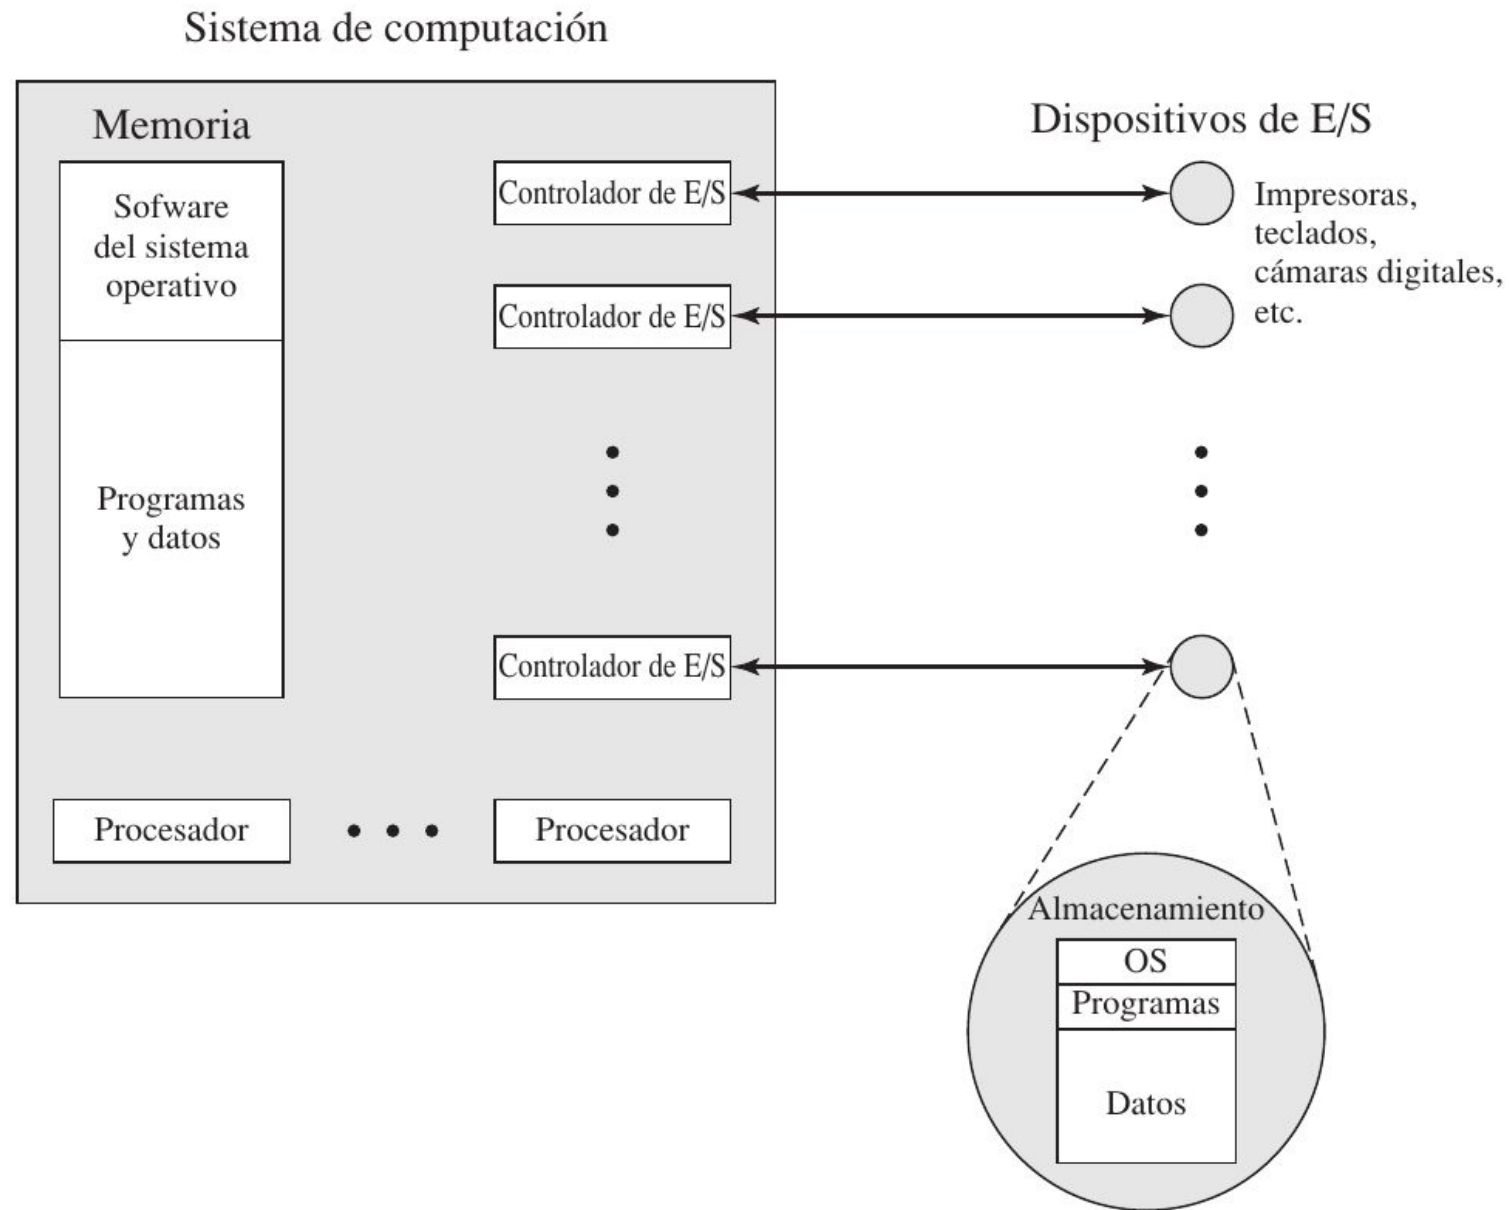 Sistema de computación
Memoria
Sofware
del sistema
operativo
Programas
y datos
Controlador de E/S
Controlador de E/S
Controlador de E/S
Procesador
Procesador
Dispositivos de E/S
Impresoras,
teclados,
cámaras digitales,
etc.
Almacenamiento
OS
Programas
Datos